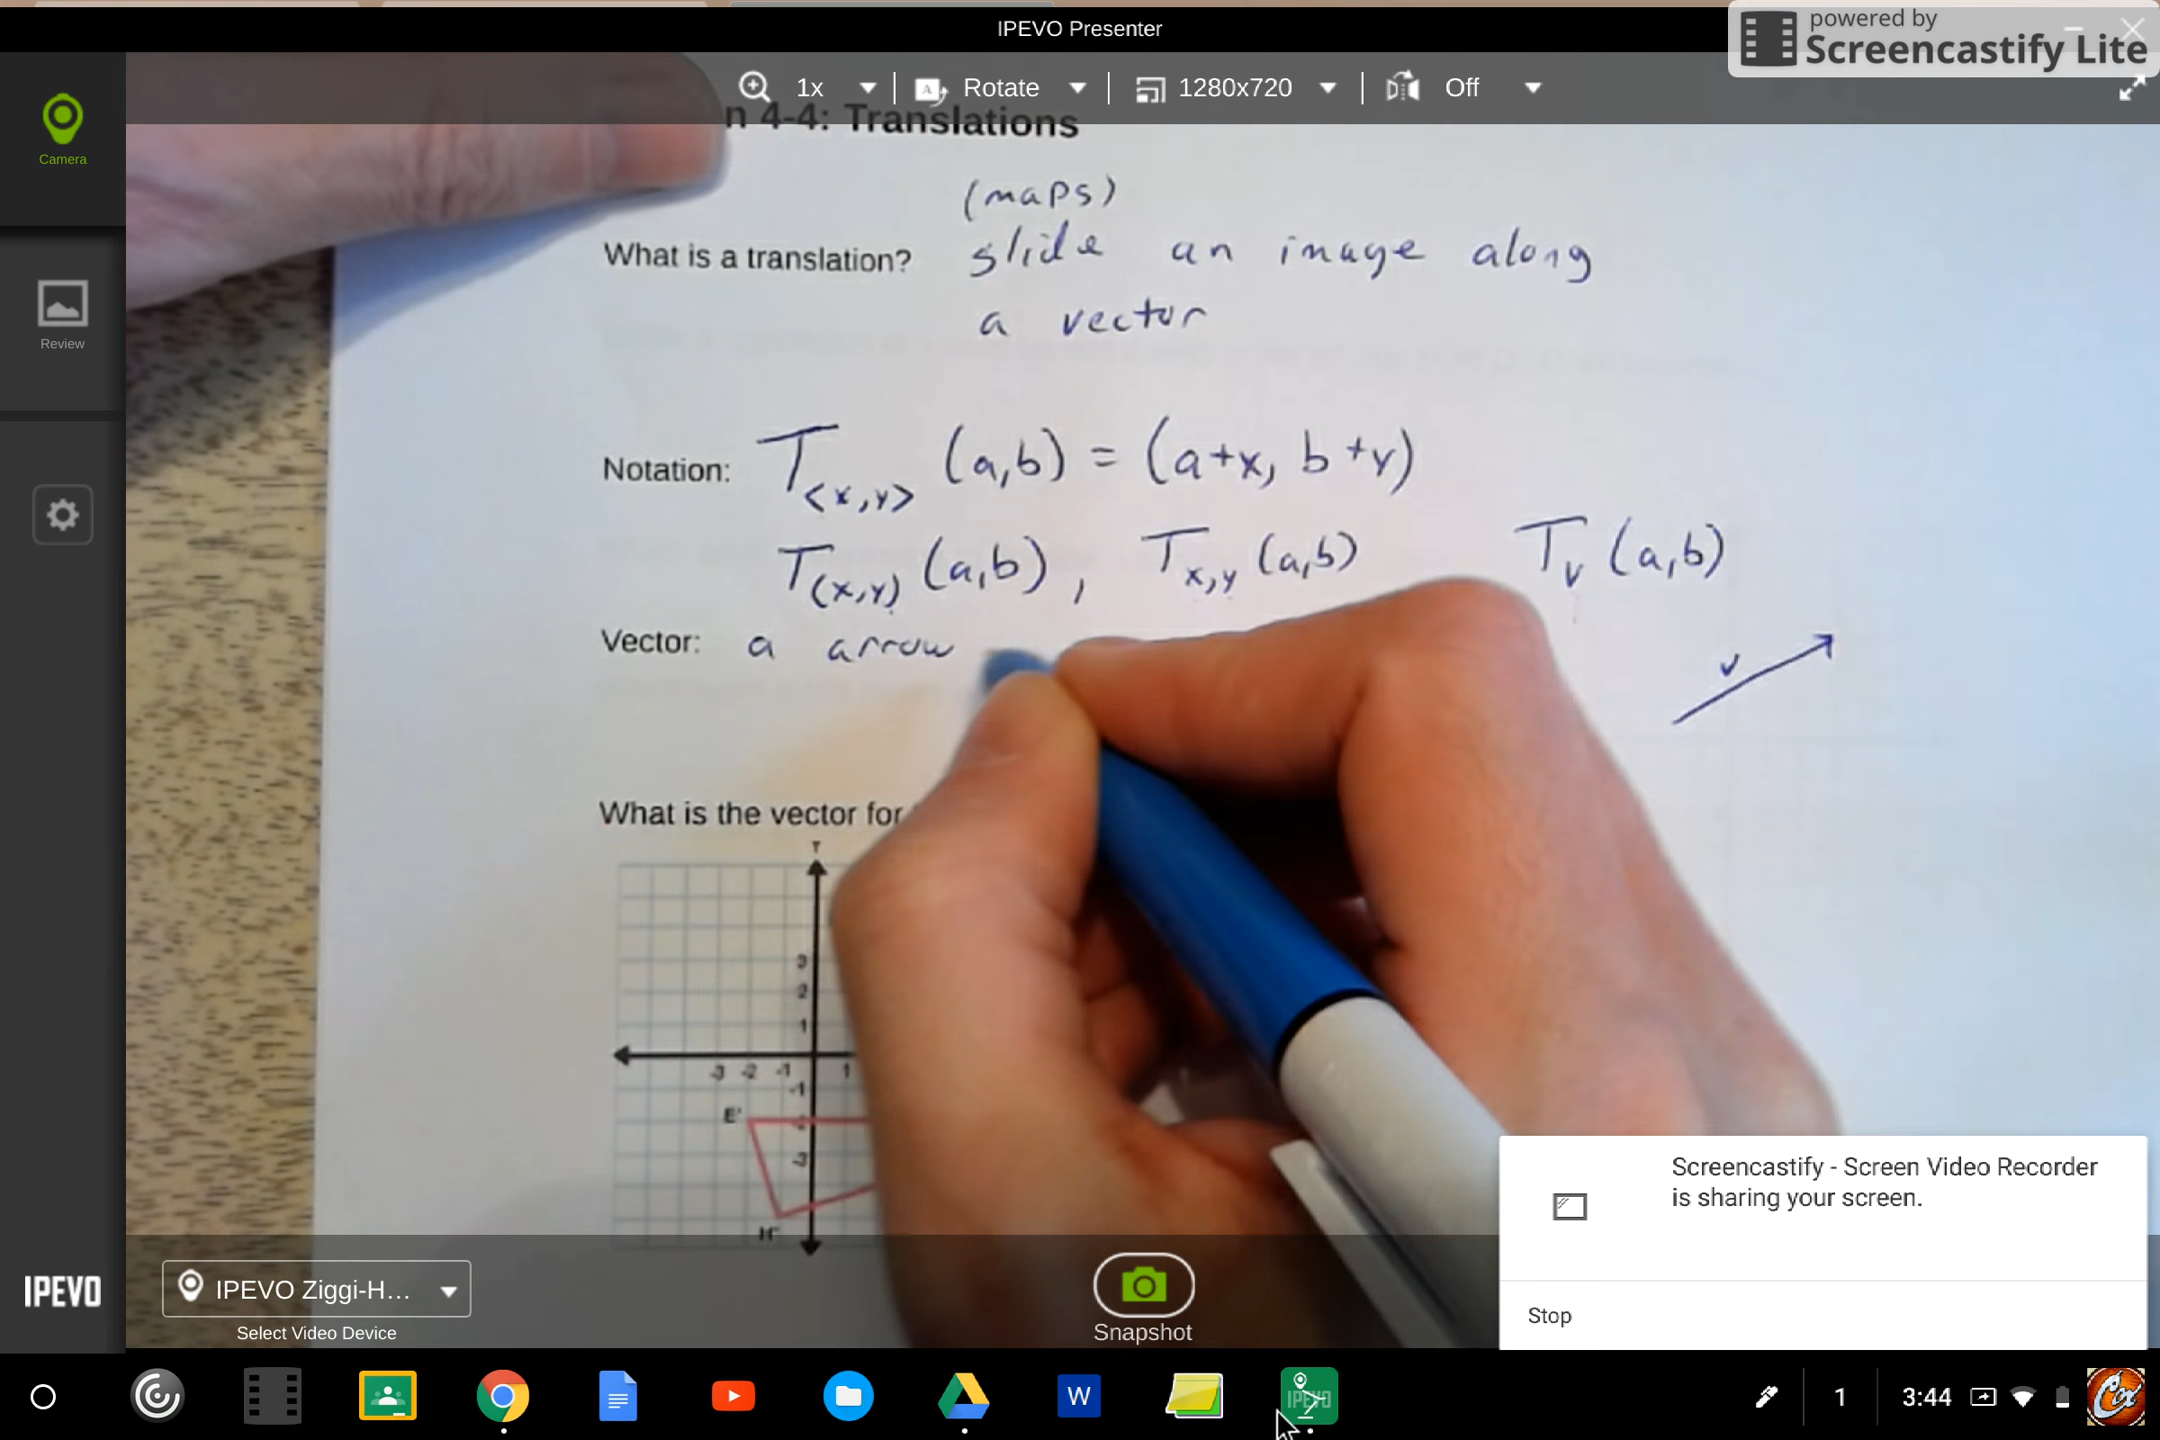 IPEVO Presenter
powered by
Screencastify Lite
1x
Rotate
1280x720
Off
Camera
n 4-4: Translations
(maps)
What is a translation? slide an image along
a vector
Review
Notation: T<x,y> (a,b) = (a+x, b+y)
T(x,y) (a,b), Tx,y (a,b) Tv (a,b)
Vector: a arrow
v
What is the vector for
Y
3
2
1
-3 -2 -1 1
-1
E'
-3
H'
Screencastify - Screen Video Recorder
is sharing your screen.
Stop
IPEVO
IPEVO Ziggi-H...
Select Video Device
Snapshot
W
IPEVO
1
3:44